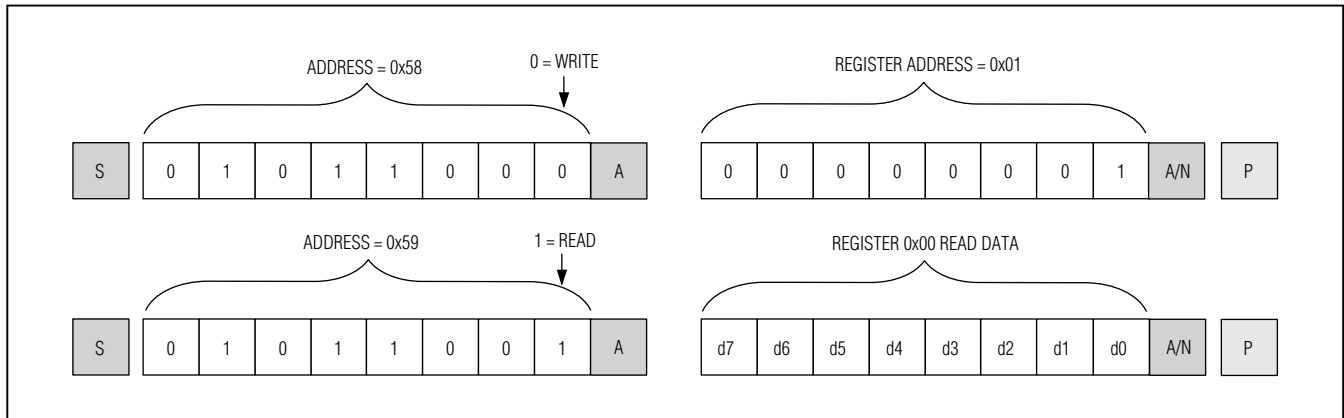 ADDRESS = 0x58 0 = WRITE REGISTER ADDRESS = 0x01
S 0 1 0 1 1 0 0 0 A 0 0 0 0 0 0 0 1 A/N P
ADDRESS = 0x59 1 = READ REGISTER 0x00 READ DATA
S 0 1 0 1 1 0 0 1 A d7 d6 d5 d4 d3 d2 d1 d0 A/N P